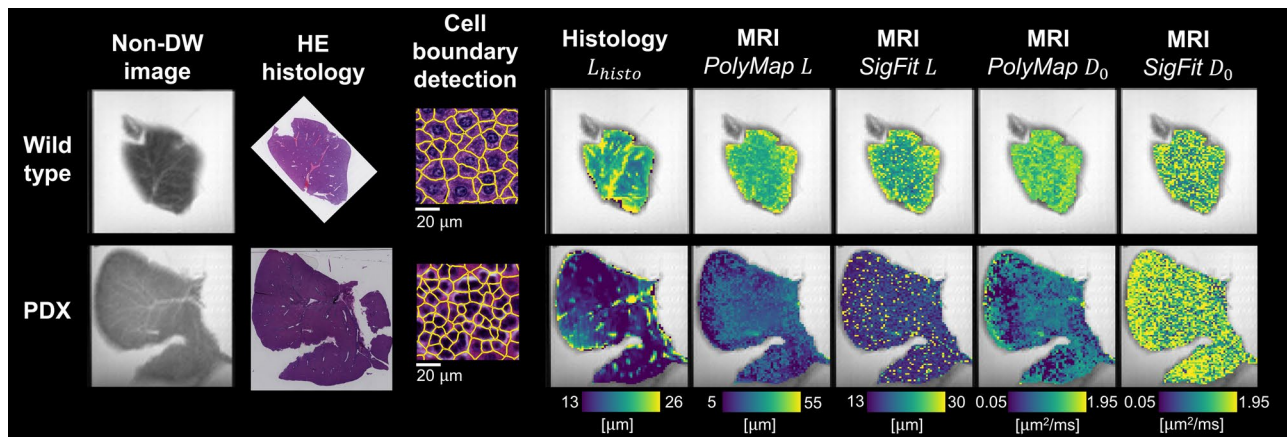 Non-DW
image
HE
histology
Cell
boundary
detection
Histology
L_histo
MRI
PolyMap L
MRI
SigFit L
MRI
PolyMap D₀
MRI
SigFit D₀
Wild
type
20 μm
PDX
20 μm
13 26
[μm]
5 55
[μm]
13 30
[μm]
0.05 1.95
[μm²/ms]
0.05 1.95
[μm²/ms]